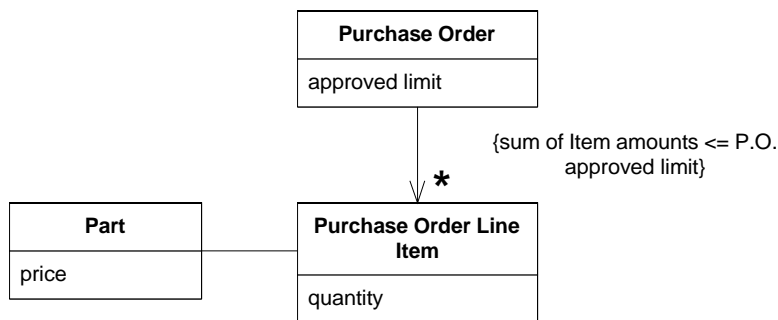 Purchase Order
approved limit
{sum of Item amounts <= P.O.
approved limit}
*
Part
price
Purchase Order Line
Item
quantity